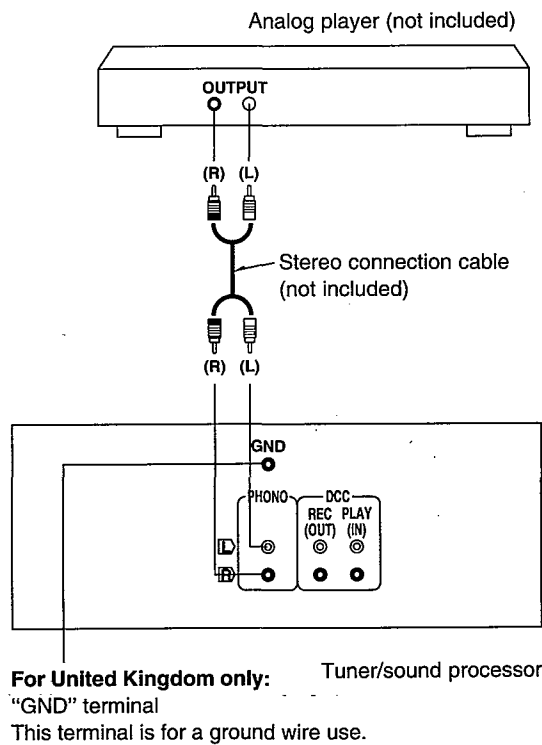 Analog player (not included)
OUTPUT
(R) (L)
Stereo connection cable
(not included)
(R) (L)
GND
PHONO DCC
REC PLAY
(OUT) (IN)
L
R
For United Kingdom only:
Tuner/sound processor
“GND” terminal
This terminal is for a ground wire use.